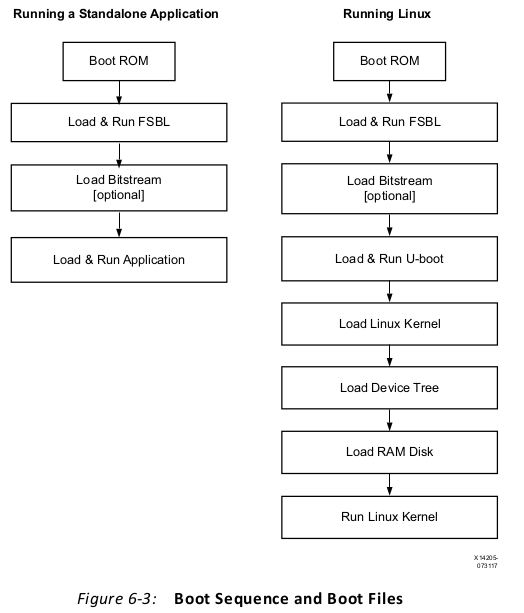 Running a Standalone Application
Boot ROM
Load & Run FSBL
Load Bitstream
[optional]
Load & Run Application
Running Linux
Boot ROM
Load & Run FSBL
Load Bitstream
[optional]
Load & Run U-boot
Load Linux Kernel
Load Device Tree
Load RAM Disk
Run Linux Kernel
X14205-
073117
Figure 6-3: Boot Sequence and Boot Files